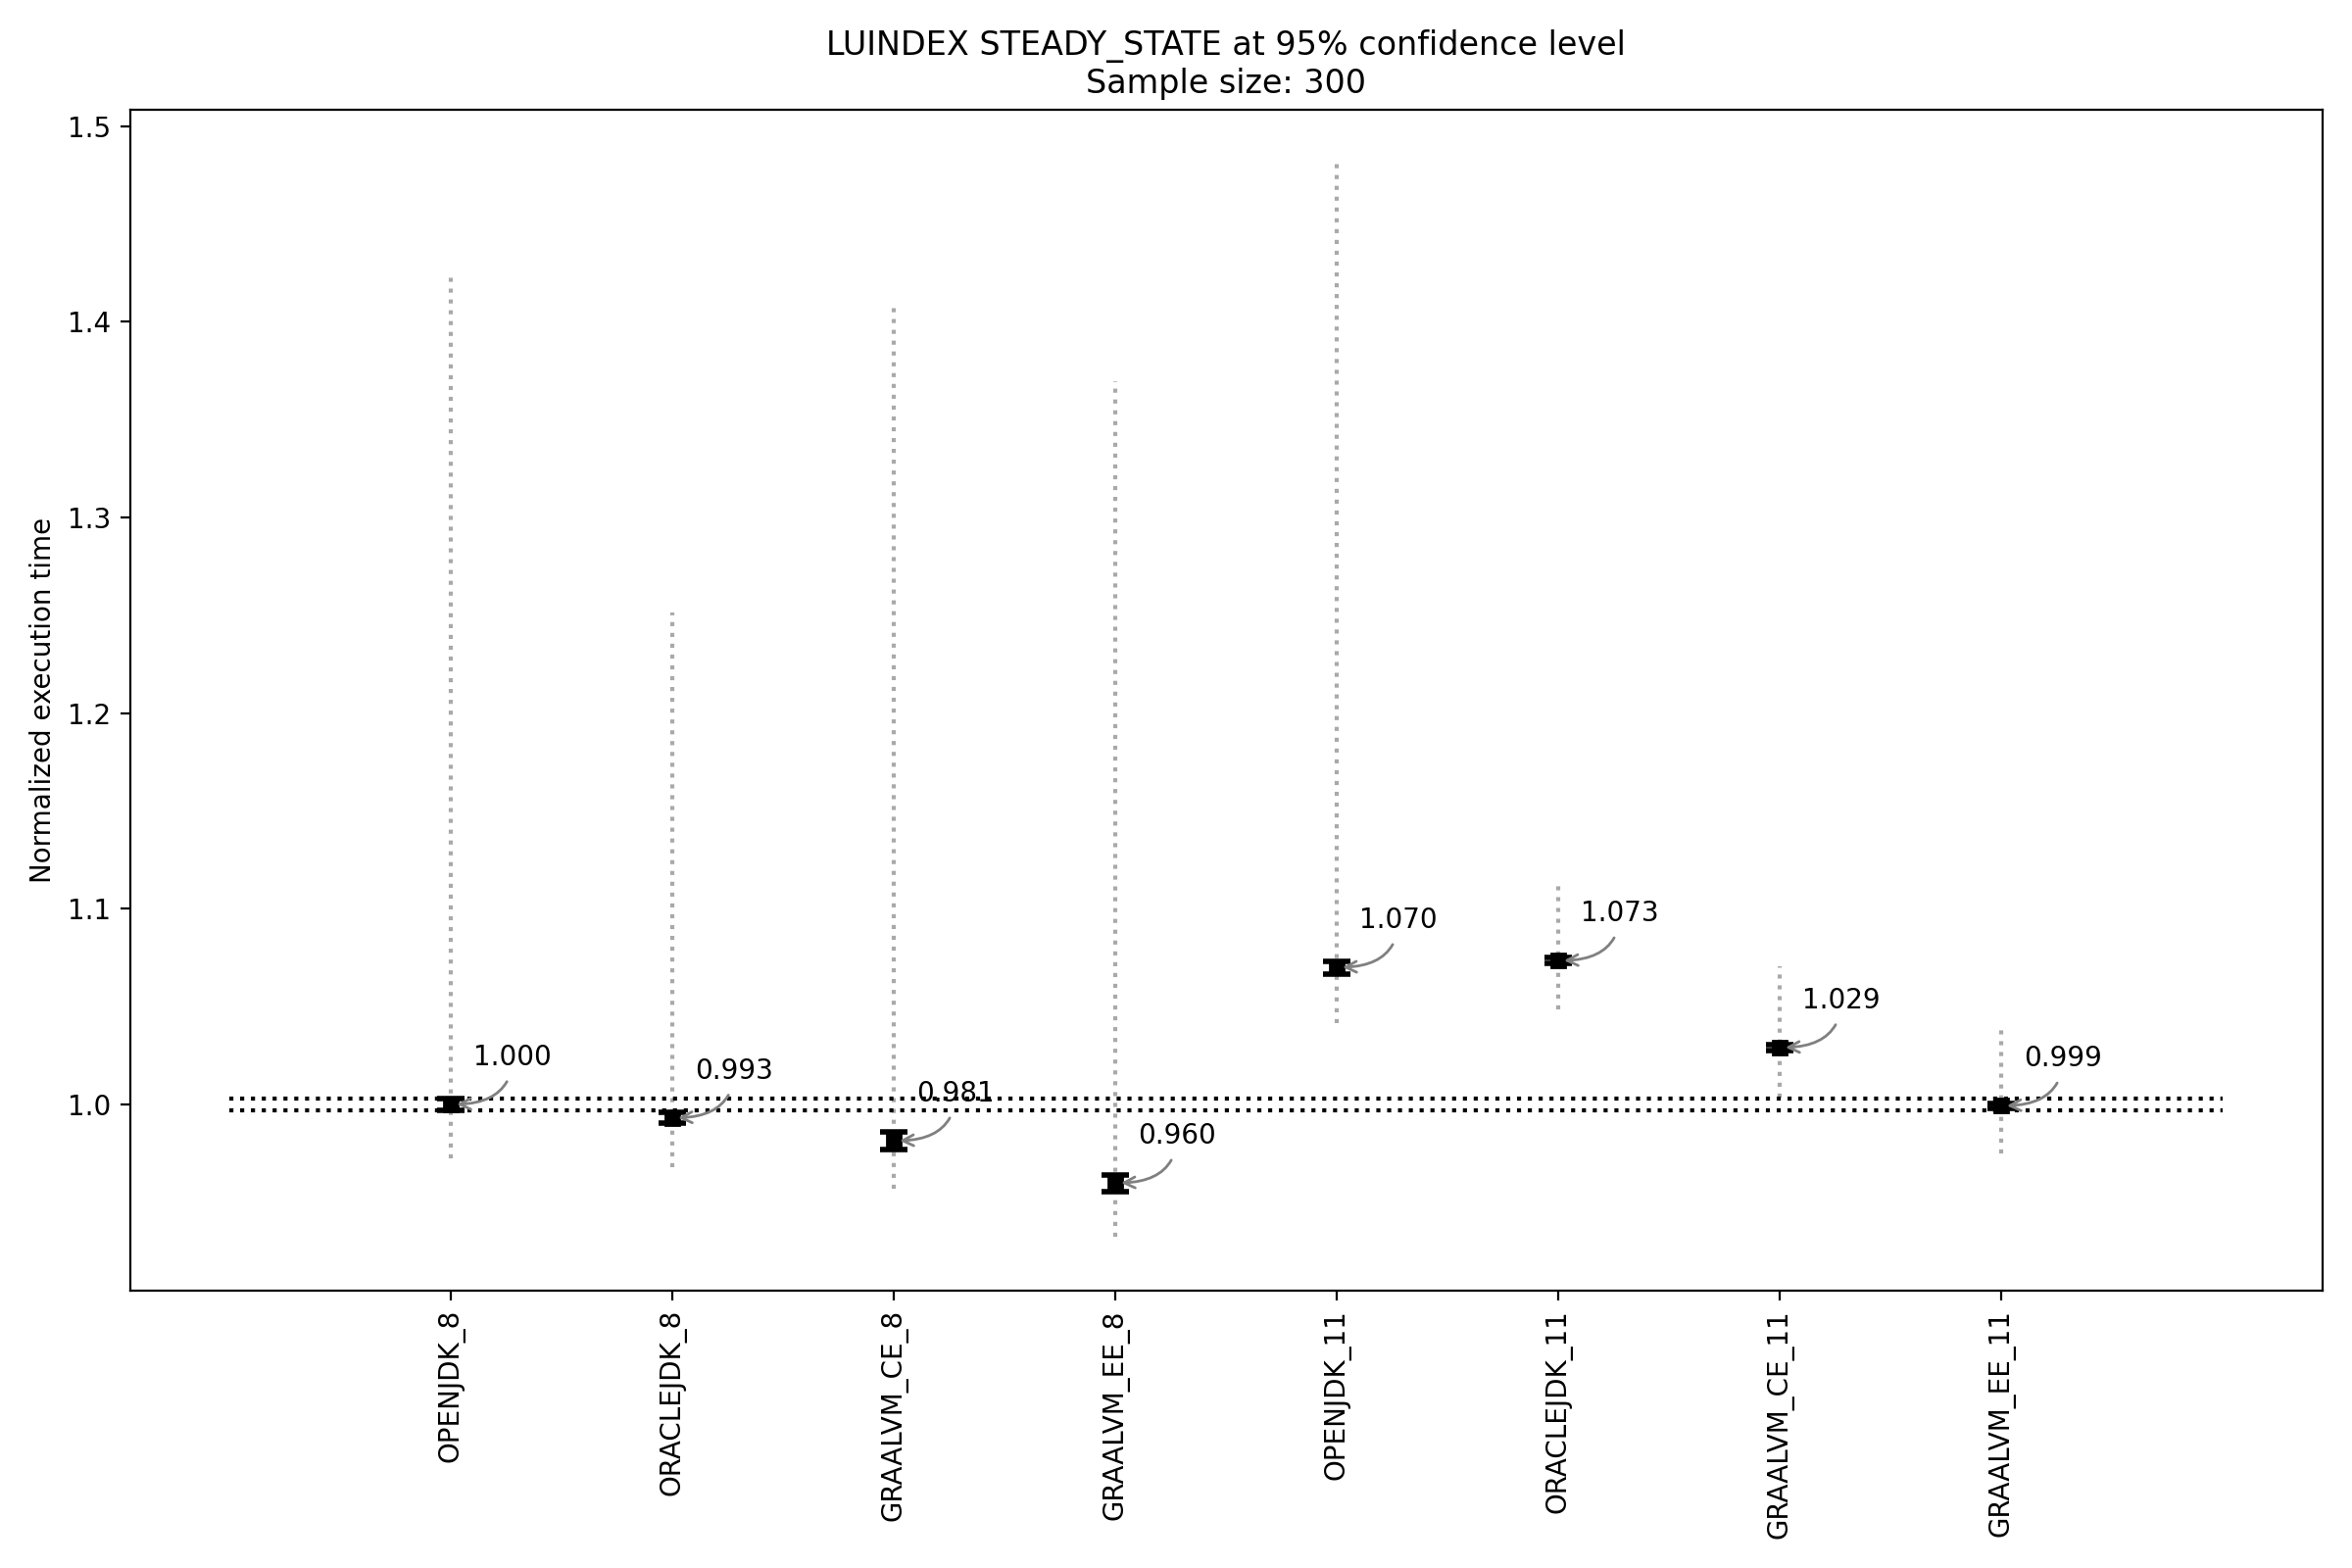 LUINDEX STEADY_STATE at 95% confidence level
Sample size: 300
Normalized execution time
1.5
1.4
1.3
1.2
1.1
1.0
1.000
0.993
0.981
0.960
1.070
1.073
1.029
0.999
OPENJDK_8
ORACLEJDK_8
GRAALVM_CE_8
GRAALVM_EE_8
OPENJDK_11
ORACLEJDK_11
GRAALVM_CE_11
GRAALVM_EE_11